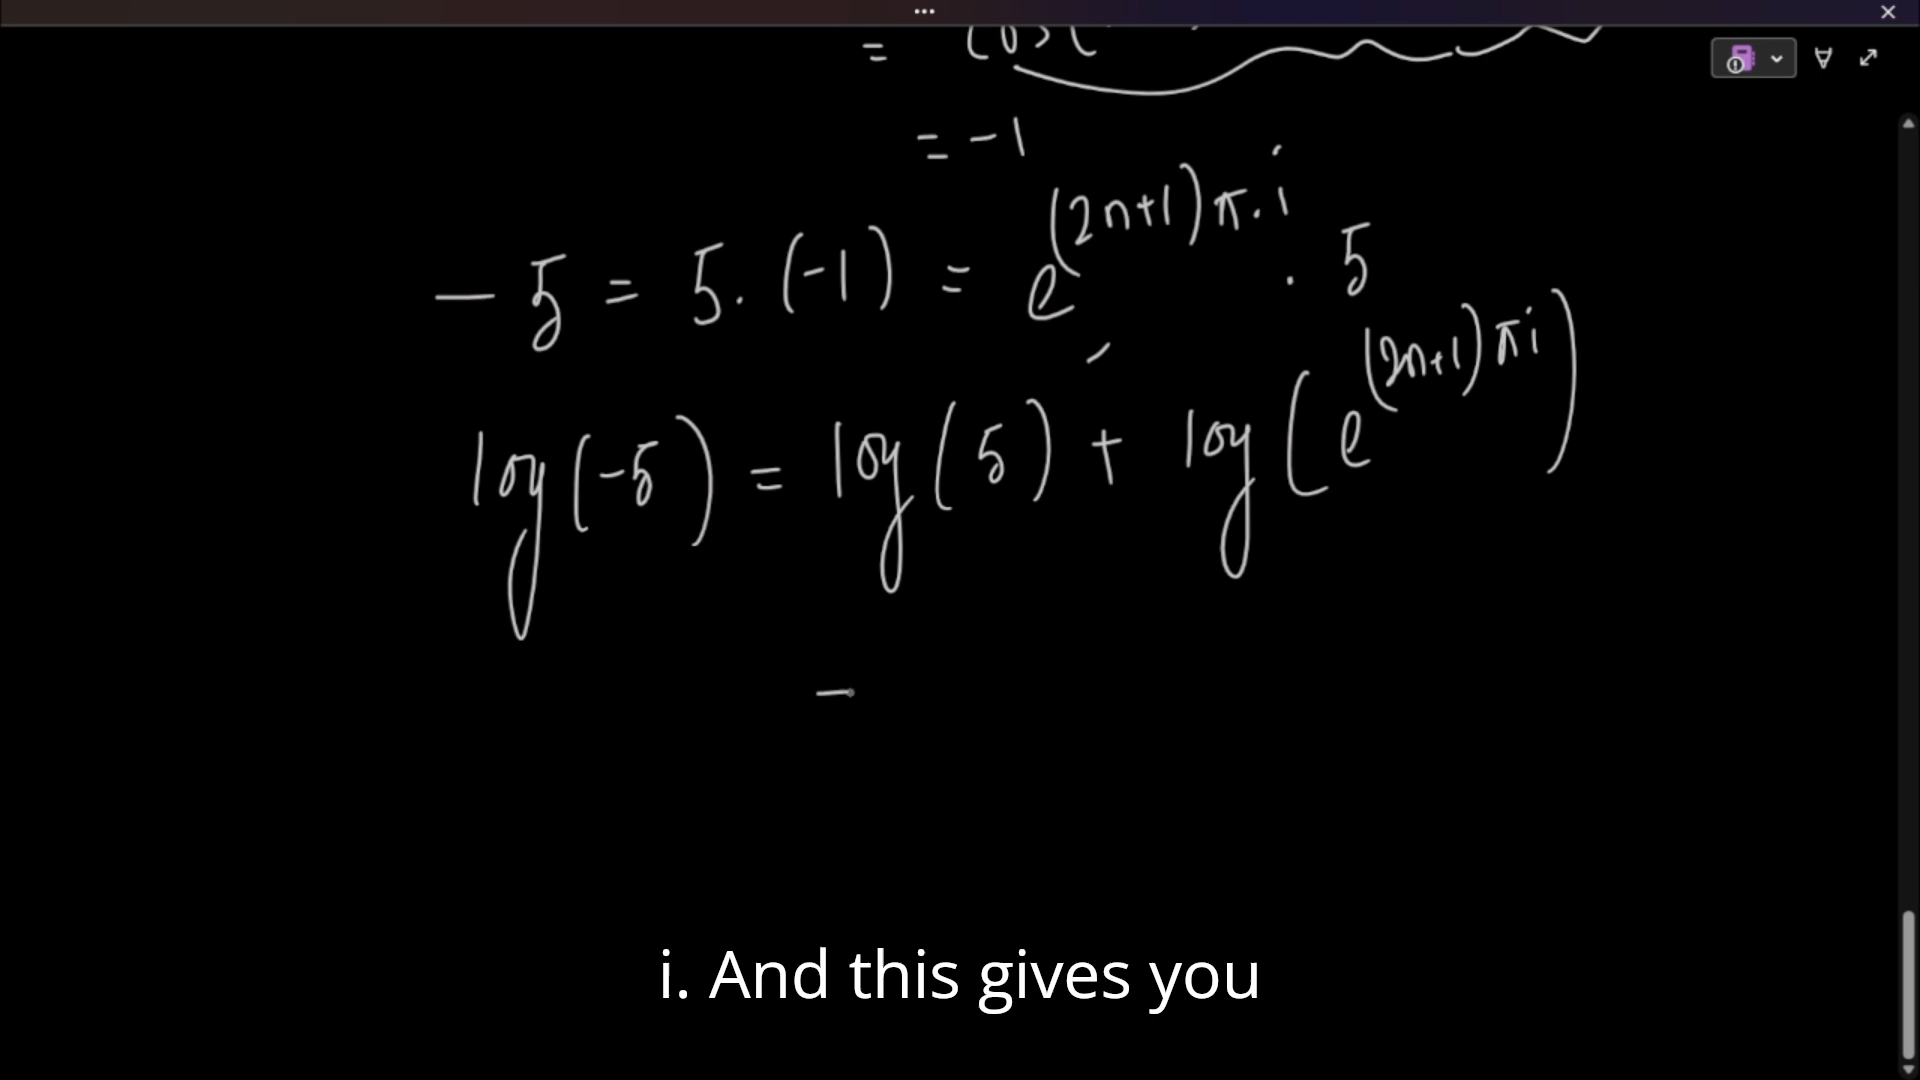 = cos(
= -1
- 5 = 5. (-1) = e^{(2n+1)π.i} . 5
log(-5) = log(5) + log(e^{(2n+1)πi})
i. And this gives you